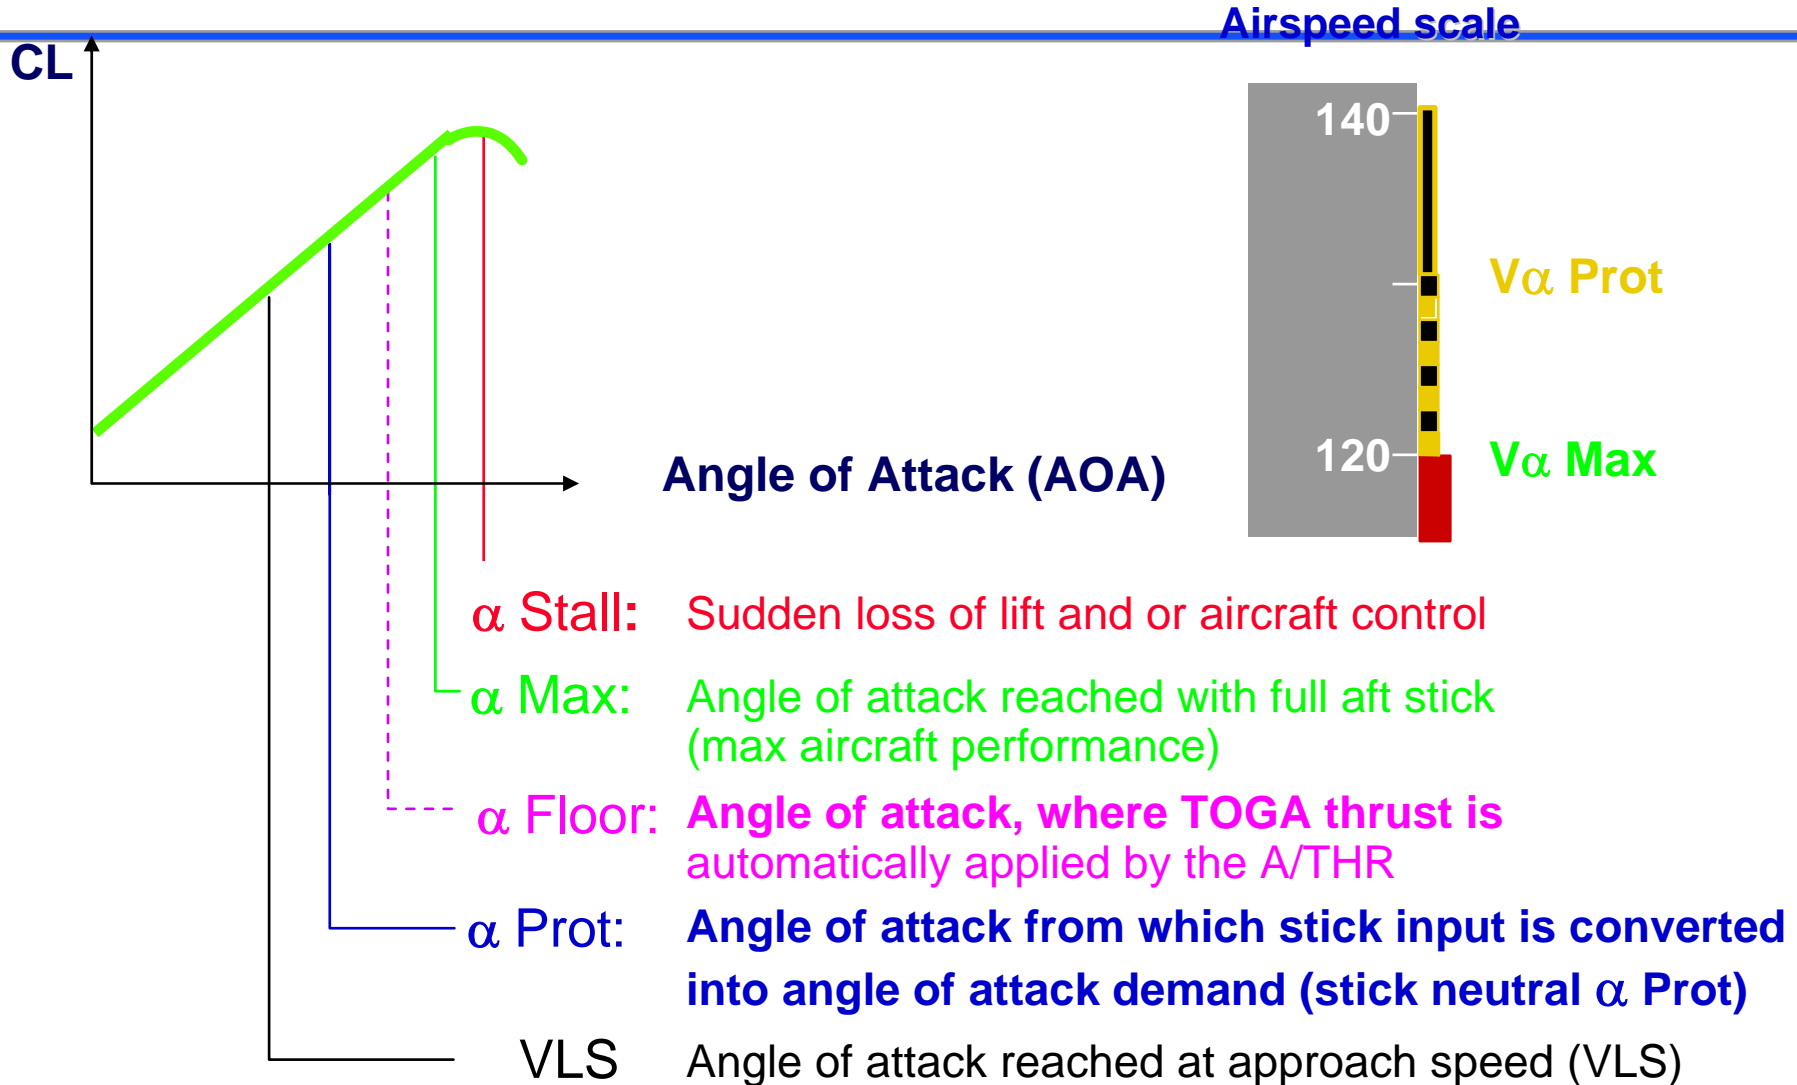 Airspeed scale
CL
140
Vα Prot
120
Vα Max
Angle of Attack (AOA)
α Stall: Sudden loss of lift and or aircraft control
α Max: Angle of attack reached with full aft stick
(max aircraft performance)
α Floor: Angle of attack, where TOGA thrust is
automatically applied by the A/THR
α Prot: Angle of attack from which stick input is converted
into angle of attack demand (stick neutral α Prot)
VLS Angle of attack reached at approach speed (VLS)